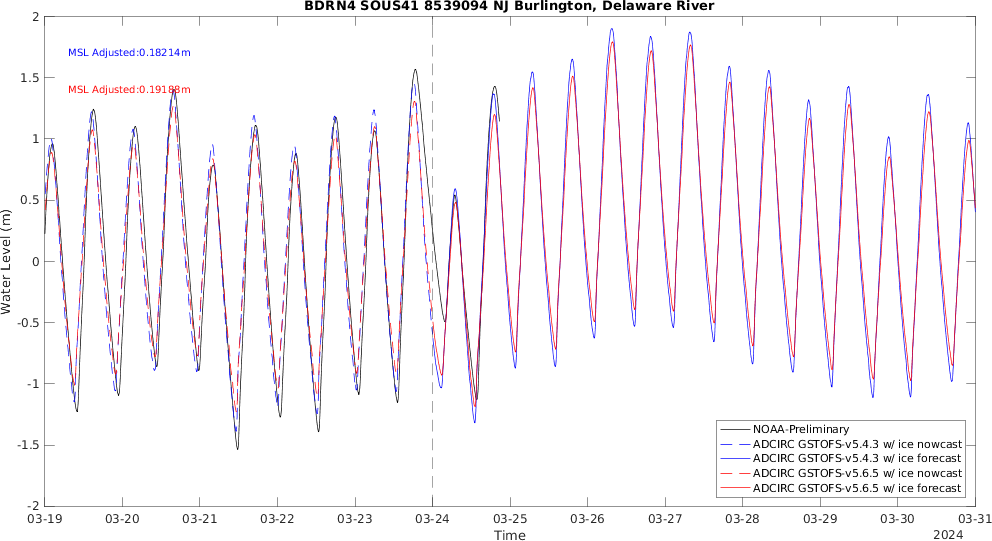 BDRN4 SOUS41 8539094 NJ Burlington, Delaware River
2
1.5
1
0.5
0
-0.5
-1
-1.5
-2
Water Level (m)
MSL Adjusted:0.18214m
MSL Adjusted:0.19183m
NOAA-Preliminary
ADCIRC GSTOFS-v5.4.3 w/ ice nowcast
ADCIRC GSTOFS-v5.4.3 w/ ice forecast
ADCIRC GSTOFS-v5.6.5 w/ ice nowcast
ADCIRC GSTOFS-v5.6.5 w/ ice forecast
03-19 03-20 03-21 03-22 03-23 03-24 03-25 03-26 03-27 03-28 03-29 03-30 03-31
Time
2024